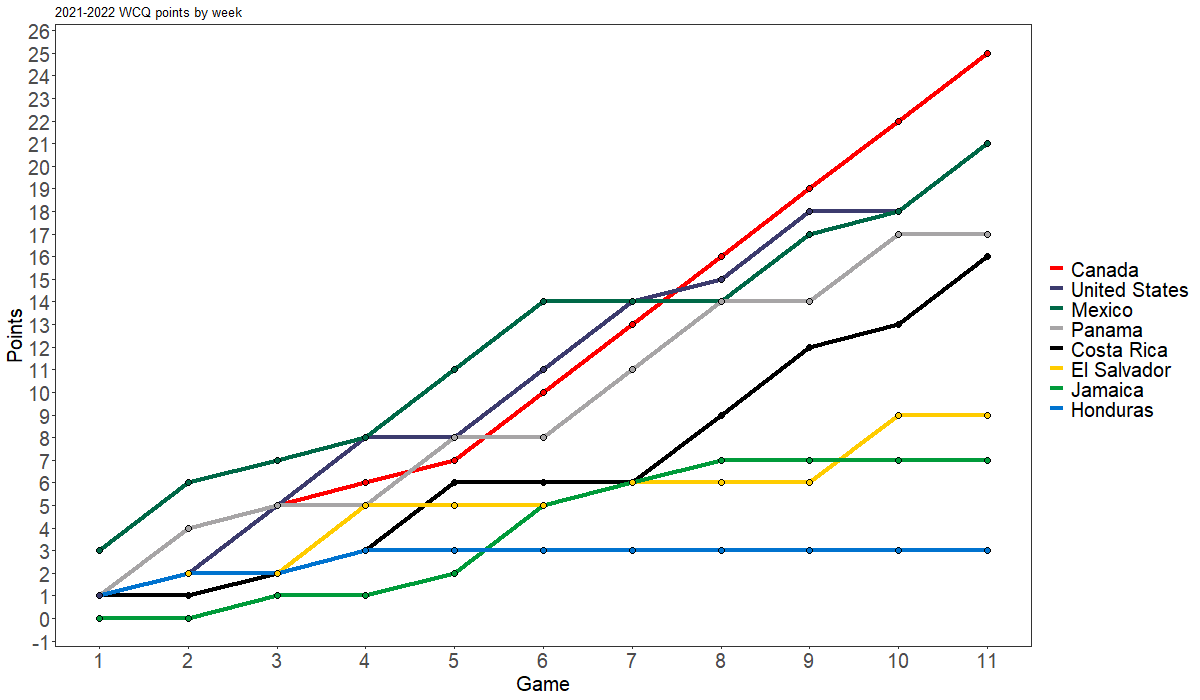 2021-2022 WCQ points by week
26
25
24
23
22
21
20
19
18
17
16
15
14
13
12
11
10
9
8
7
6
5
4
3
2
1
0
-1
Points
1 2 3 4 5 6 7 8 9 10 11
Game
Canada
United States
Mexico
Panama
Costa Rica
El Salvador
Jamaica
Honduras